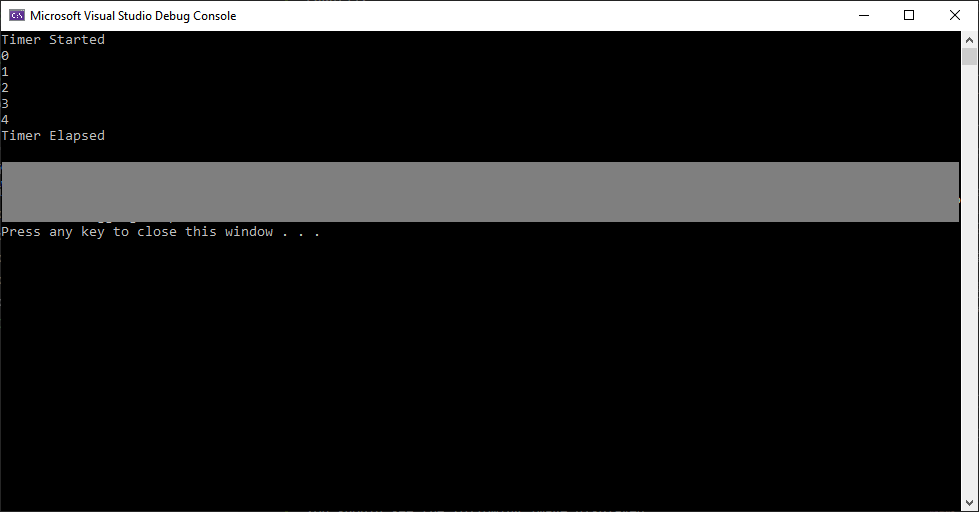 Microsoft Visual Studio Debug Console
Timer Started
0
1
2
3
4
Timer Elapsed
Press any key to close this window . . .